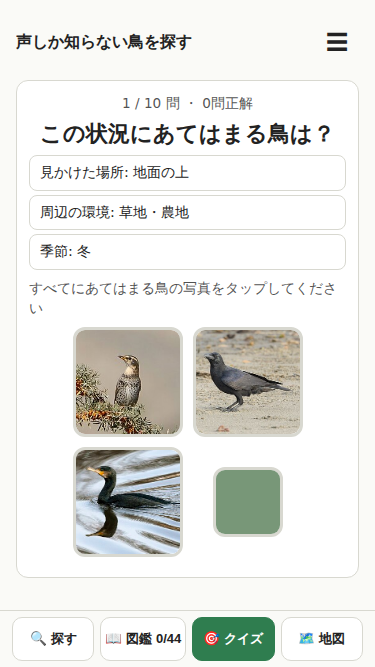 声しか知らない鳥を探す
☰
1 / 10 問 ・ 0問正解
この状況にあてはまる鳥は？
見かけた場所: 地面の上
周辺の環境: 草地・農地
季節: 冬
すべてにあてはまる鳥の写真をタップしてくださ
い
🔍 探す
📖 図鑑 0/44
🎯 クイズ
🗺️ 地図